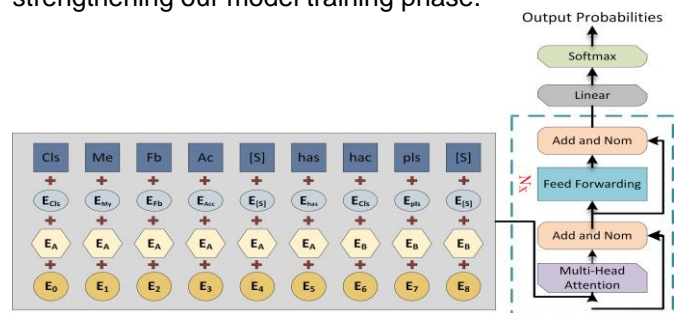 strengthening our model training phase.
Output Probabilities
Softmax
Linear
Add and Nom
Feed Forwarding
Nx
Add and Nom
Multi-Head
Attention
Cls Me Fb Ac [S] has hac pls [S]
+ + + + + + + + +
ECls EMy EFb EAcc E[S] Ehas ECls Epls E[S]
+ + + + + + + + +
EA EA EA EA EA EA EB EB EB
+ + + + + + + + +
E0 E1 E2 E3 E4 E5 E6 E7 E8